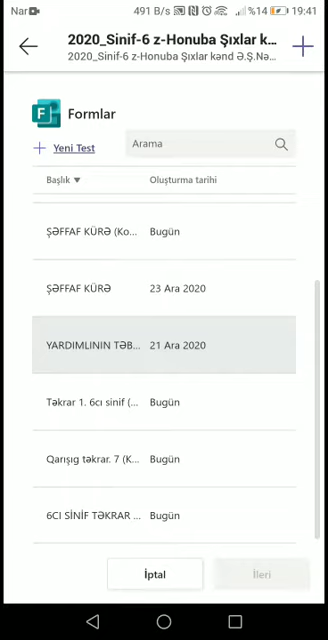 Nar 491 B/s %14 19:41
2020_Sinif-6 z-Honuba Şıxlar k...
2020_Sinif-6 z-Honuba Şıxlar kənd Ə.Ş.Nə...
F Formlar
Yeni Test
Arama
Başlık ▼ Oluşturma tarihi
ŞƏFFAF KÜRƏ (Ko... Bugün
ŞƏFFAF KÜRƏ 23 Ara 2020
YARDIMLININ TƏB... 21 Ara 2020
Təkrar 1. 6cı sinif (... Bugün
Qarışıg təkrar. 7 (K... Bugün
6CI SİNİF TƏKRAR ... Bugün
İptal İleri